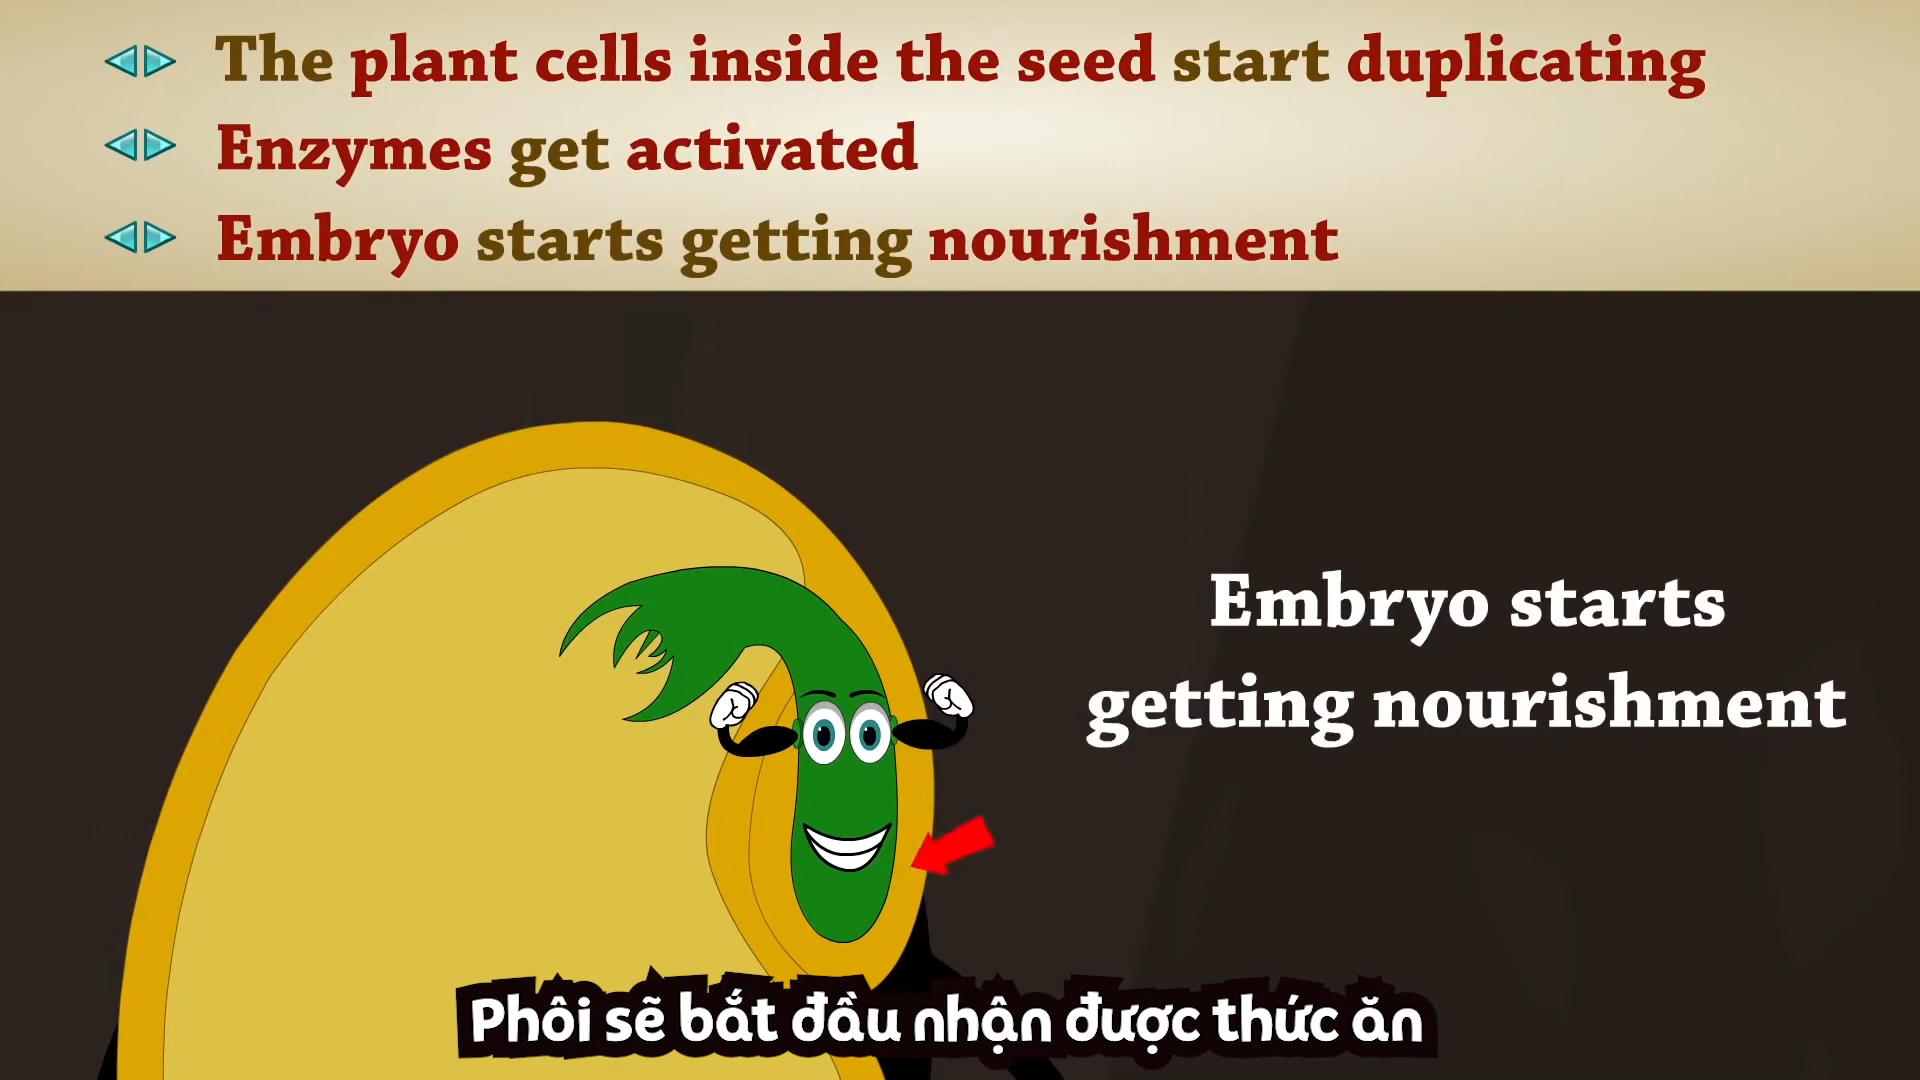 The plant cells inside the seed start duplicating
Enzymes get activated
Embryo starts getting nourishment
Embryo starts
getting nourishment
Phôi sẽ bắt đầu nhận được thức ăn